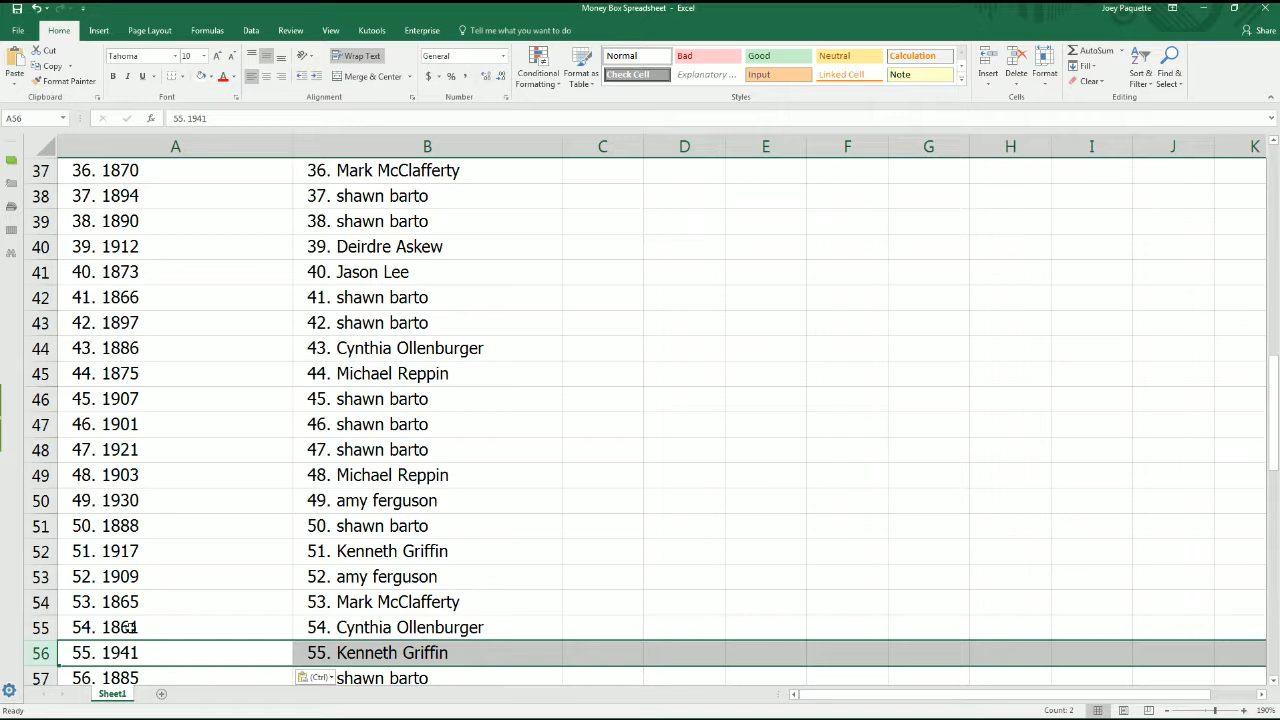 Money Box Spreadsheet - Excel
Joey Paquette
File Home Insert Page Layout Formulas Data Review View Kutools Enterprise Tell me what you want to do Share
Paste
Cut
Copy
Format Painter
Clipboard
Tahoma 10
B I U A
Font
Wrap Text
Merge & Center
Alignment
General
$ % ,
Number
Conditional Formatting
Format as Table
Normal Bad Good Neutral Calculation
Check Cell Explanatory ... Input Linked Cell Note
Styles
Insert Delete Format
Cells
AutoSum
Fill
Clear
Sort & Filter
Find & Select
Editing
A56 fx 55. 1941
A B C D E F G H I J K
37 36. 1870 36. Mark McClafferty
38 37. 1894 37. shawn barto
39 38. 1890 38. shawn barto
40 39. 1912 39. Deirdre Askew
41 40. 1873 40. Jason Lee
42 41. 1866 41. shawn barto
43 42. 1897 42. shawn barto
44 43. 1886 43. Cynthia Ollenburger
45 44. 1875 44. Michael Reppin
46 45. 1907 45. shawn barto
47 46. 1901 46. shawn barto
48 47. 1921 47. shawn barto
49 48. 1903 48. Michael Reppin
50 49. 1930 49. amy ferguson
51 50. 1888 50. shawn barto
52 51. 1917 51. Kenneth Griffin
53 52. 1909 52. amy ferguson
54 53. 1865 53. Mark McClafferty
55 54. 1861 54. Cynthia Ollenburger
56 55. 1941 55. Kenneth Griffin
57 56. 1885 (Ctrl) shawn barto
Sheet1
Ready Count: 2 190%